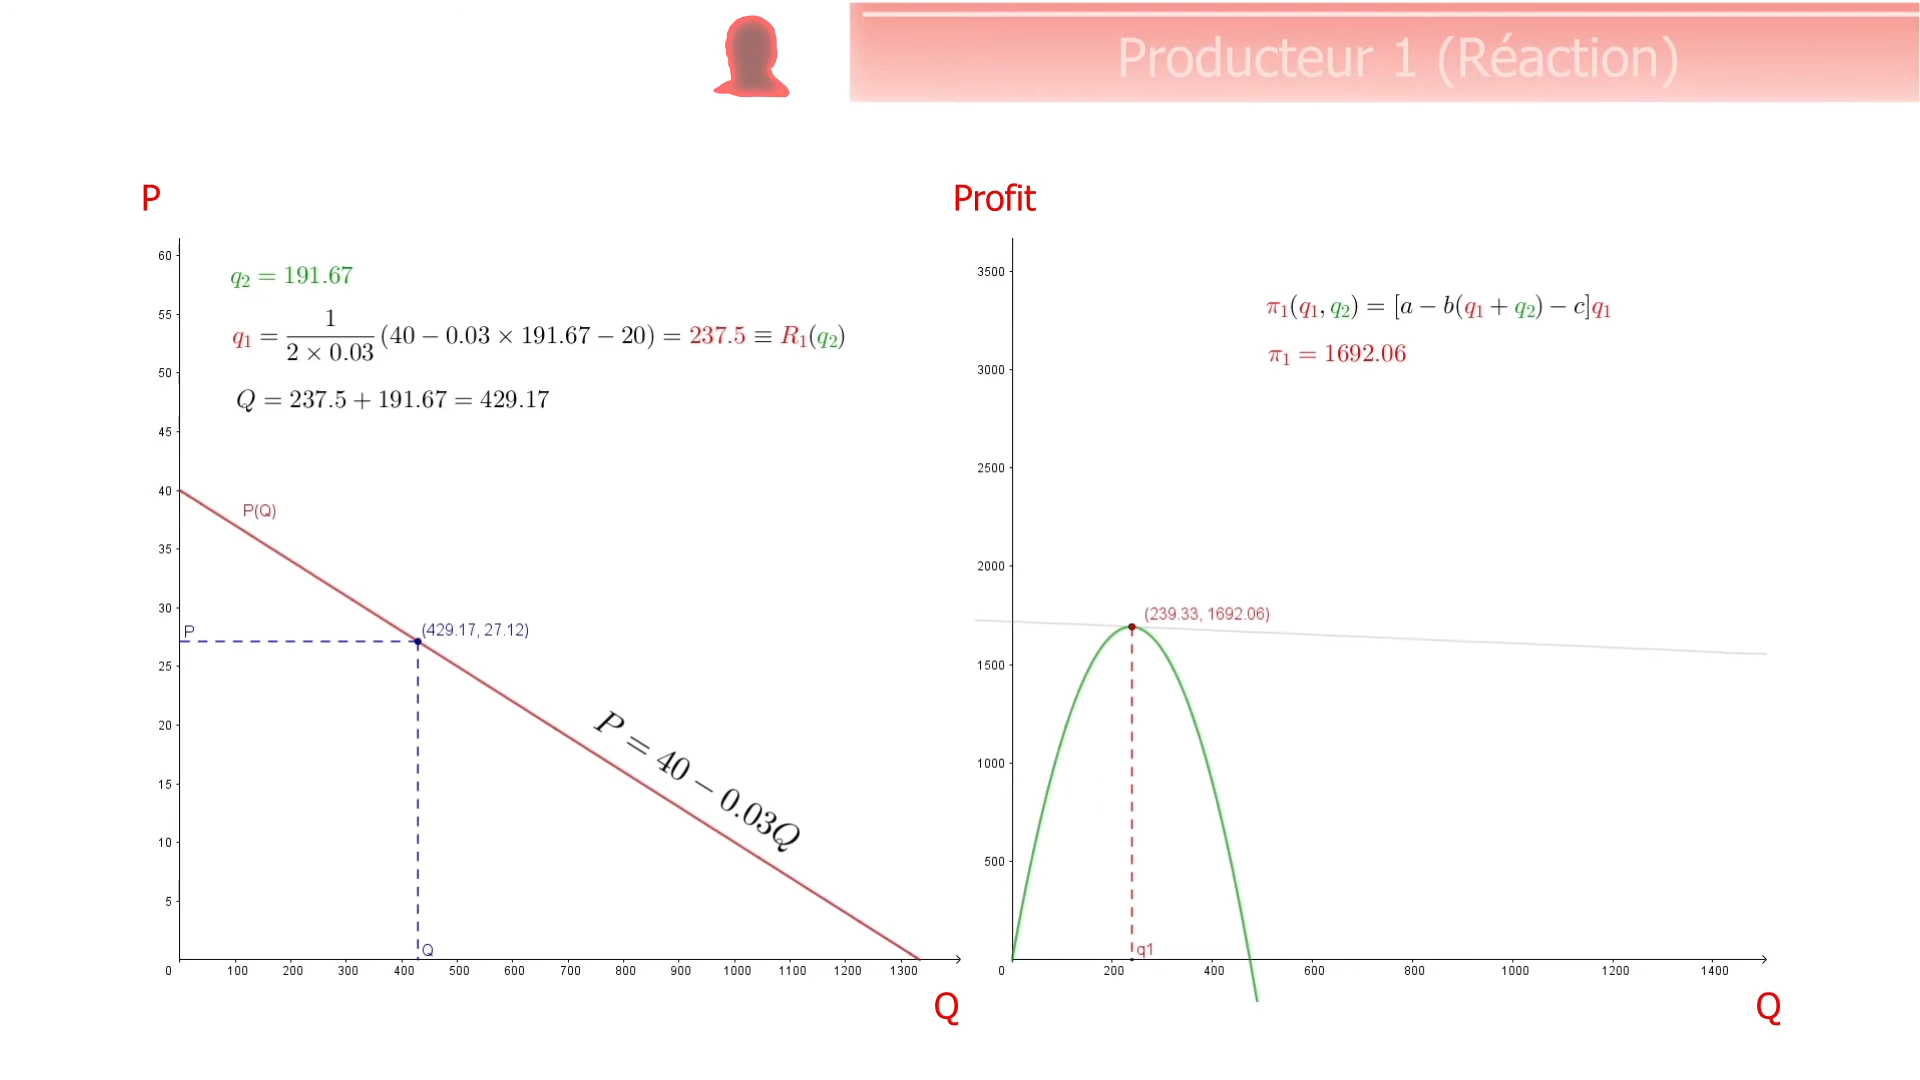 Producteur 1 (Réaction)
P
60
55
50
45
40
35
30
25
20
15
10
5
q₂ = 191.67
q₁ = 1/(2 × 0.03) (40 − 0.03 × 191.67 − 20) = 237.5 ≡ R₁(q₂)
Q = 237.5 + 191.67 = 429.17
P(Q)
P
(429.17, 27.12)
P = 40 − 0.03Q
Q
0 100 200 300 400 500 600 700 800 900 1000 1100 1200 1300
Q
Profit
3500
3000
2500
2000
1500
1000
500
π₁(q₁, q₂) = [a − b(q₁ + q₂) − c]q₁
π₁ = 1692.06
(239.33, 1692.06)
q1
0 200 400 600 800 1000 1200 1400
Q